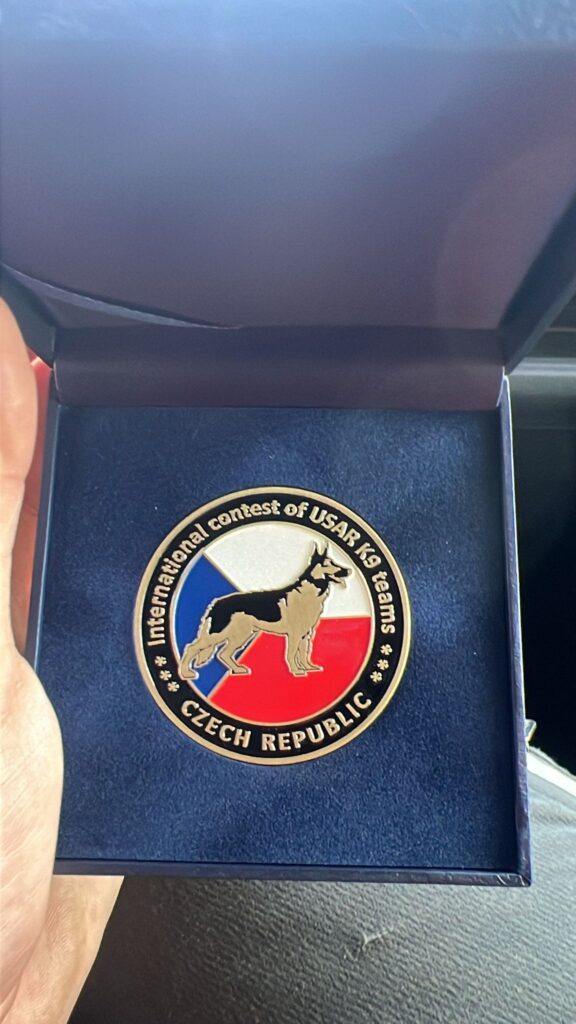 International contest of USAR K9 teams
CZECH REPUBLIC